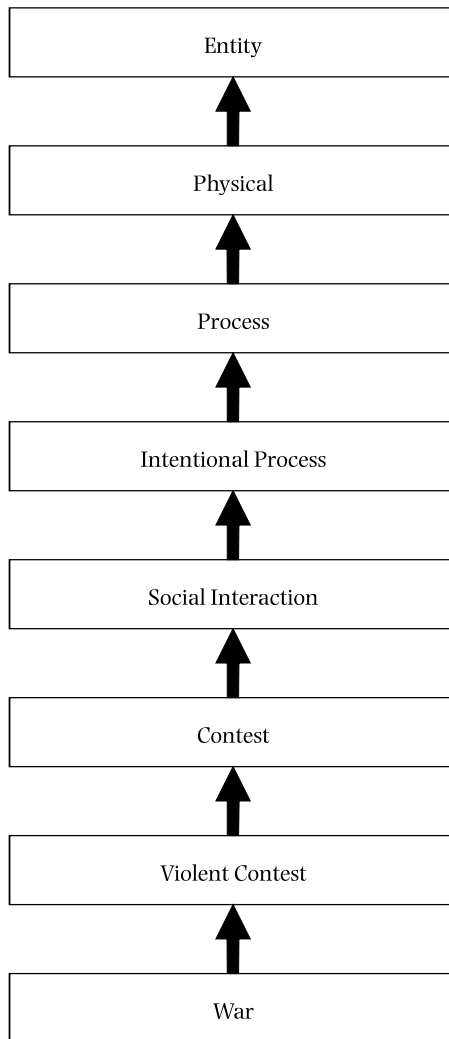 Entity
Physical
Process
Intentional Process
Social Interaction
Contest
Violent Contest
War